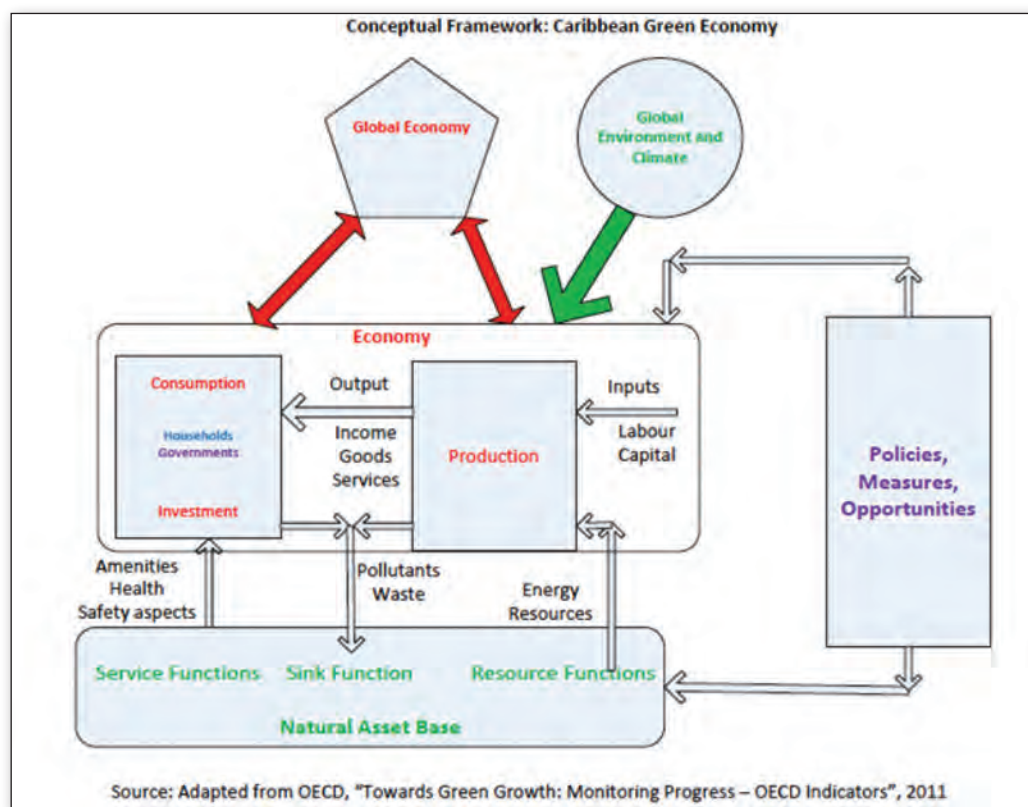 Conceptual Framework: Caribbean Green Economy
Global Economy
Global
Environment and
Climate
Economy
Consumption
Households
Governments
Investment
Output
Income
Goods
Services
Production
Inputs
Labour
Capital
Policies,
Measures,
Opportunities
Amenities
Health
Safety aspects
Pollutants
Waste
Energy
Resources
Service Functions
Sink Function
Resource Functions
Natural Asset Base
Source: Adapted from OECD, “Towards Green Growth: Monitoring Progress – OECD Indicators”, 2011